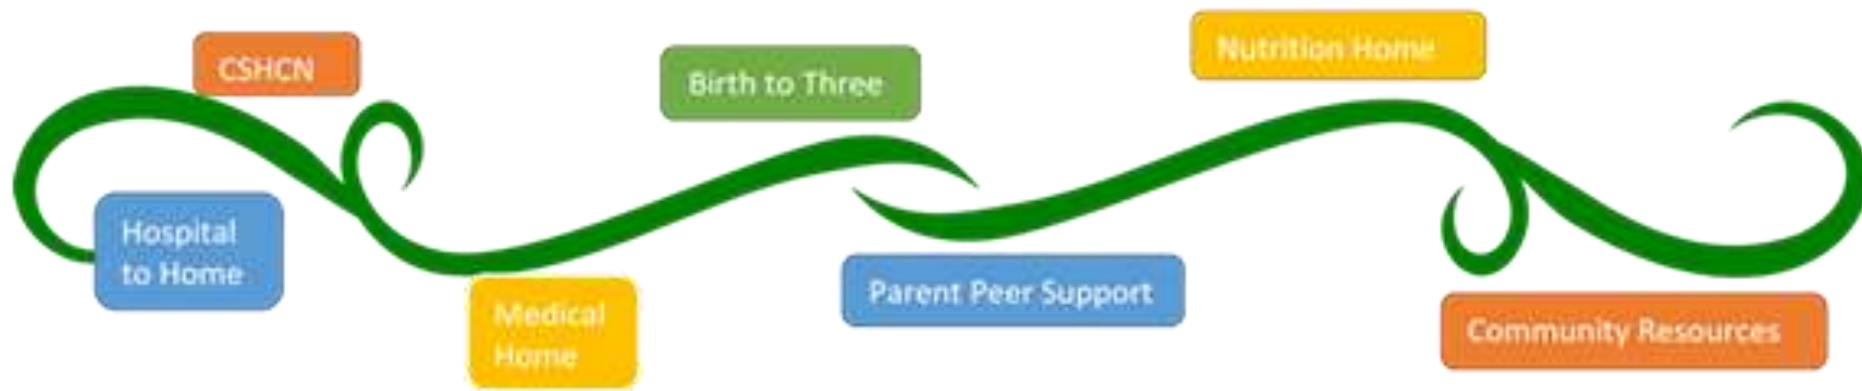 CSHCN
Hospital
to Home
Medical
Home
Birth to Three
Parent Peer Support
Nutrition Home
Community Resources